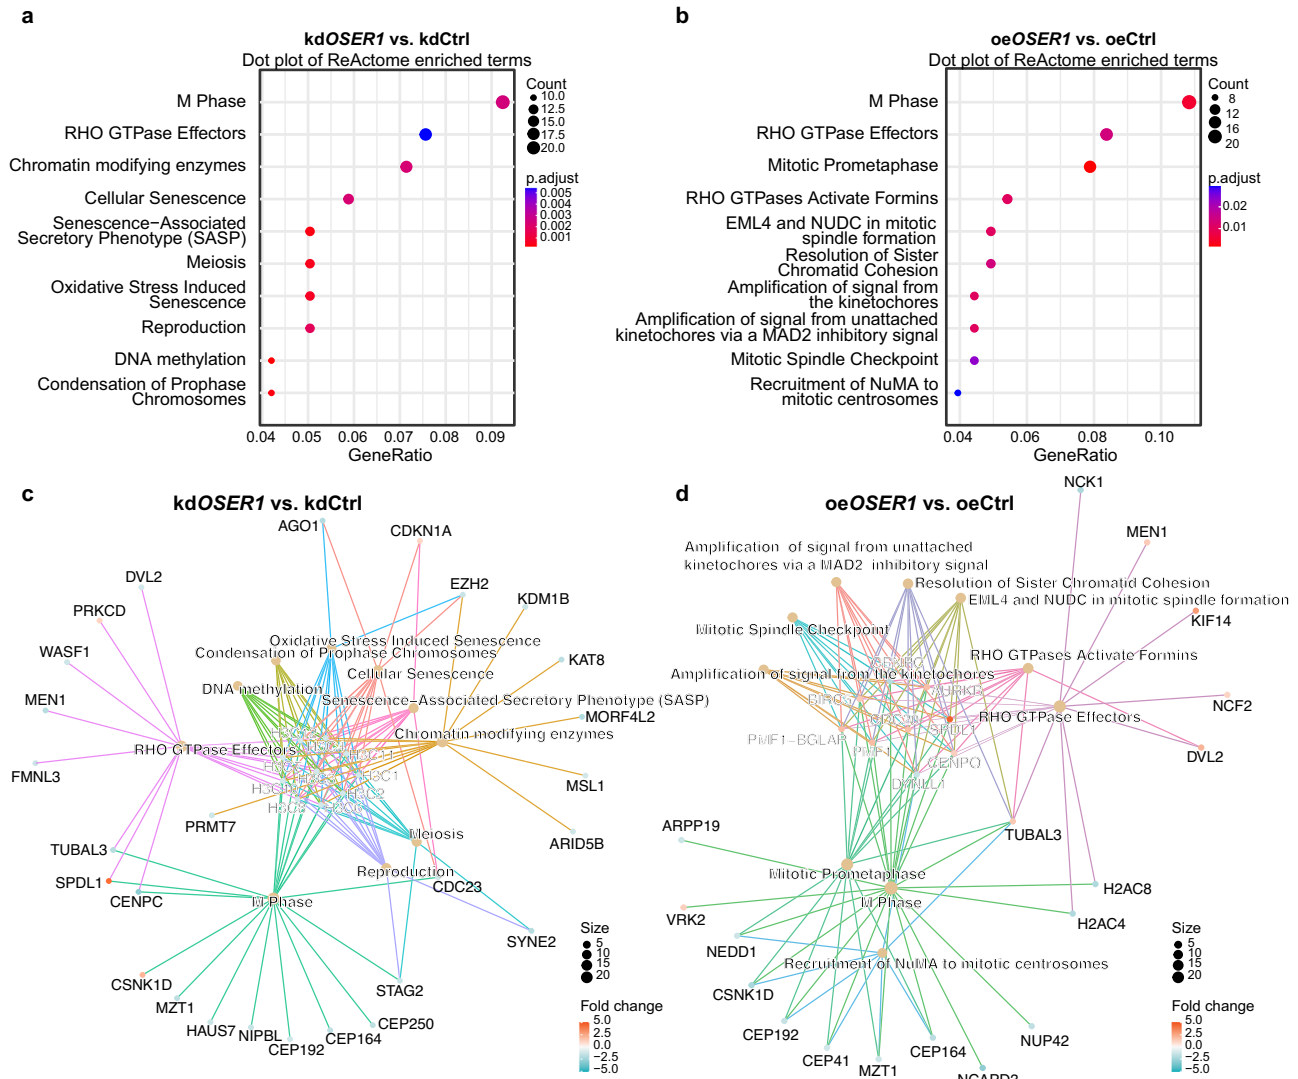 a
kdOSER1 vs. kdCtrl
Dot plot of ReActome enriched terms
M Phase
RHO GTPase Effectors
Chromatin modifying enzymes
Cellular Senescence
Senescence−Associated
Secretory Phenotype (SASP)
Meiosis
Oxidative Stress Induced
Senescence
Reproduction
DNA methylation
Condensation of Prophase
Chromosomes
0.04 0.05 0.06 0.07 0.08 0.09
GeneRatio
Count
10.0
12.5
15.0
17.5
20.0
p.adjust
0.005
0.004
0.003
0.002
0.001
b
oeOSER1 vs. oeCtrl
Dot plot of ReActome enriched terms
M Phase
RHO GTPase Effectors
Mitotic Prometaphase
RHO GTPases Activate Formins
EML4 and NUDC in mitotic
spindle formation
Resolution of Sister
Chromatid Cohesion
Amplification of signal from
the kinetochores
Amplification of signal from unattached
kinetochores via a MAD2 inhibitory signal
Mitotic Spindle Checkpoint
Recruitment of NuMA to
mitotic centrosomes
0.04 0.06 0.08 0.10
GeneRatio
Count
8
12
16
20
p.adjust
0.02
0.01
c
kdOSER1 vs. kdCtrl
AGO1
CDKN1A
DVL2
EZH2
PRKCD
KDM1B
WASF1
Oxidative Stress Induced Senescence
Condensation of Prophase Chromosomes
KAT8
Cellular Senescence
DNA methylation
MEN1
Senescence−Associated Secretory Phenotype (SASP)
MORF4L2
Chromatin modifying enzymes
RHO GTPase Effectors
FMNL3
MSL1
PRMT7
ARID5B
Meiosis
TUBAL3
Reproduction
SPDL1
CDC23
CENPC
M Phase
SYNE2
CSNK1D
STAG2
MZT1
HAUS7
NIPBL
CEP192
CEP164
CEP250
Size
5
10
15
20
Fold change
5.0
2.5
0.0
−2.5
−5.0
d
oeOSER1 vs. oeCtrl
NCK1
MEN1
Amplification of signal from unattached
kinetochores via a MAD2 inhibitory signal
Resolution of Sister Chromatid Cohesion
EML4 and NUDC in mitotic spindle formation
KIF14
Mitotic Spindle Checkpoint
RHO GTPases Activate Formins
Amplification of signal from the kinetochores
NCF2
RHO GTPase Effectors
SPDL1
PMF1−BGLAP
PMF1
CENPQ
DVL2
DYNLL1
ARPP19
TUBAL3
Mitotic Prometaphase
H2AC8
M Phase
VRK2
H2AC4
NEDD1
Recruitment of NuMA to mitotic centrosomes
CSNK1D
CEP192
CEP41
MZT1
CEP164
NUP42
Size
5
10
15
20
Fold change
5.0
2.5
0.0
−2.5
−5.0